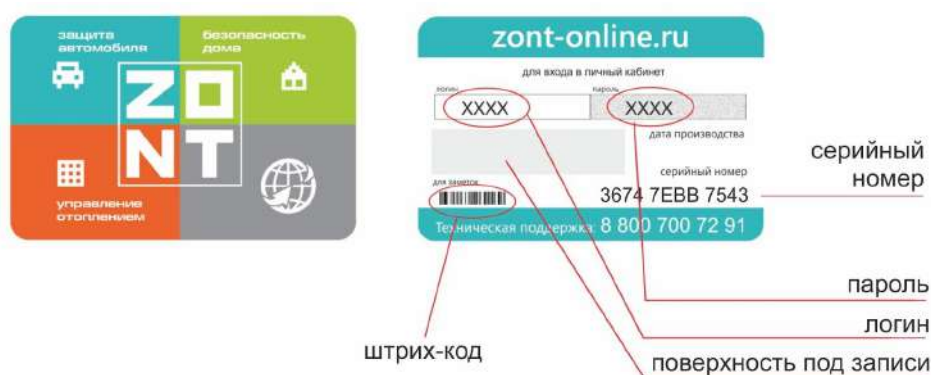 защита
автомобиля
безопасность
дома
ZO
NT
управление
отоплением
zont-online.ru
для входа в личный кабинет
логин
пароль
XXXX
XXXX
дата производства
серийный номер
для заметок
3674 7EBB 7543
Техническая поддержка: 8 800 700 72 91
серийный
номер
пароль
логин
штрих-код
поверхность под записи